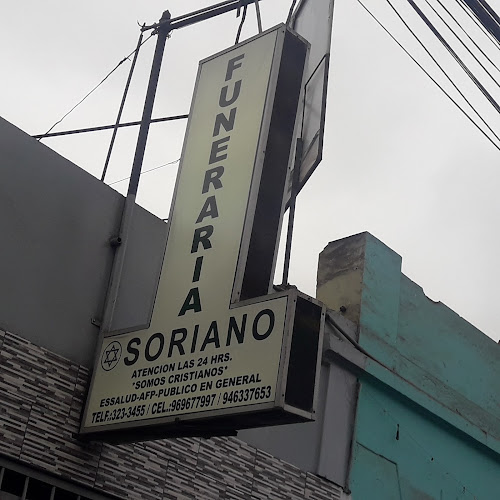 FUNERARIA
SORIANO
ATENCION LAS 24 HRS.
"SOMOS CRISTIANOS"
ESSALUD-AFP-PUBLICO EN GENERAL
TELF.:323-3455 / CEL.:969677997 / 946337653